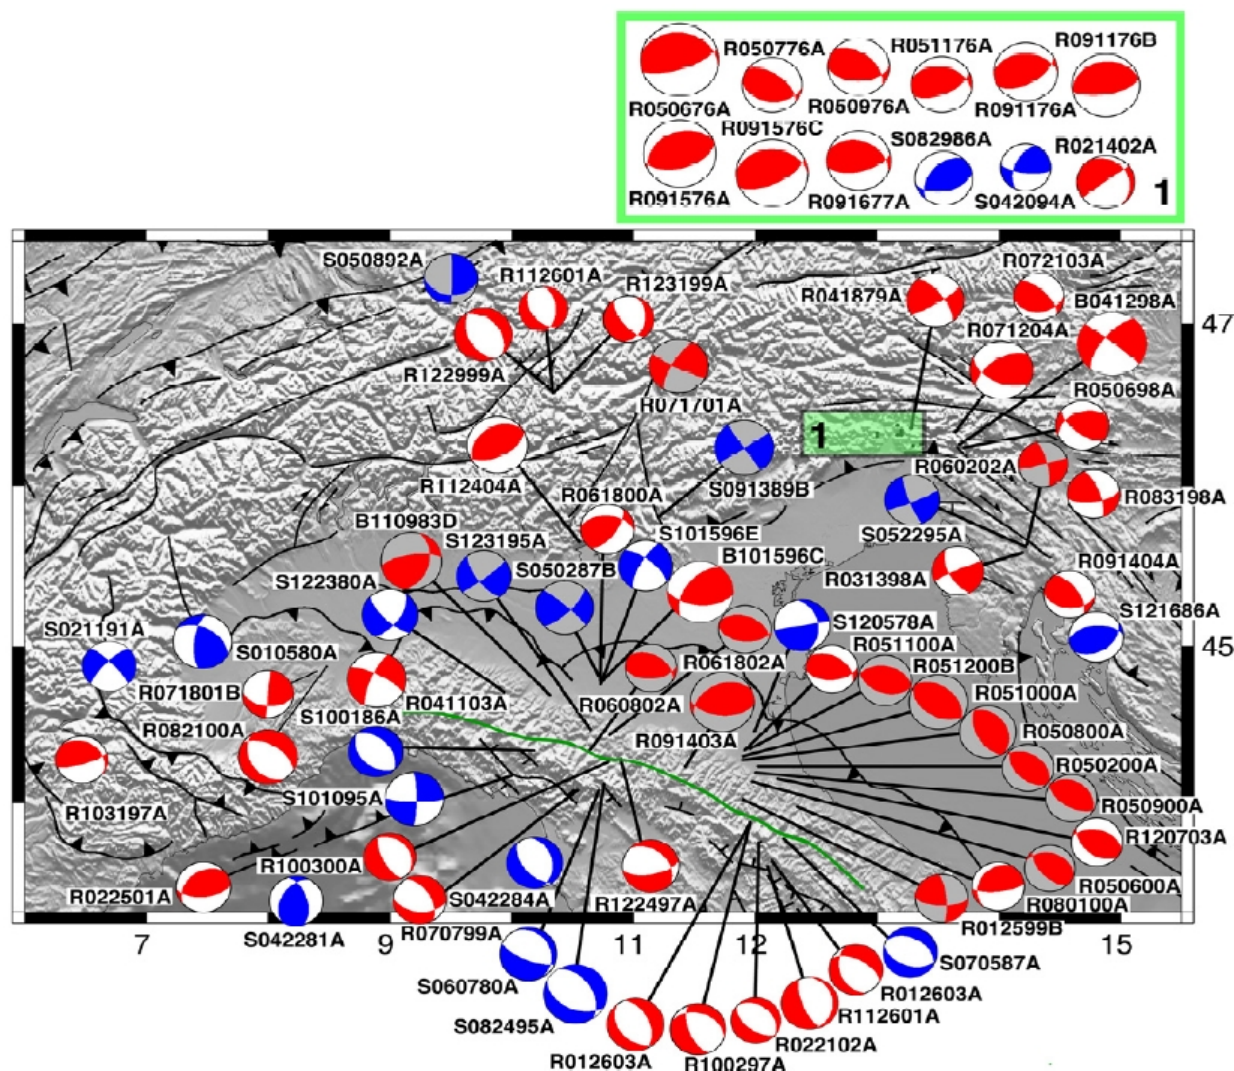 R050776A
R051176A
R091176B
R050676A
R050976A
R091176A
R091576C
S082986A
R021402A
R091576A
R091677A
S042094A
1
S050892A
R112601A
R123199A
R041879A
R072103A
B041298A
R071204A
47
R122999A
R071701A
R050698A
1
R112404A
R061800A
S091389B
R060202A
R083198A
B110983D
S123195A
S101596E
S052295A
S050287B
B101596C
S122380A
R031398A
R091404A
S021191A
S120578A
S121686A
S010580A
R051100A
45
R071801B
R061802A
R051200B
S100186A
R041103A
R060802A
R051000A
R082100A
R091403A
R050800A
R050200A
S101095A
R050900A
R103197A
R120703A
R100300A
R050600A
R022501A
S042284A
R122497A
R080100A
S042281A
R070799A
R012599B
7
9
11
12
15
S060780A
S070587A
R012603A
S082495A
R112601A
R012603A
R100297A
R022102A